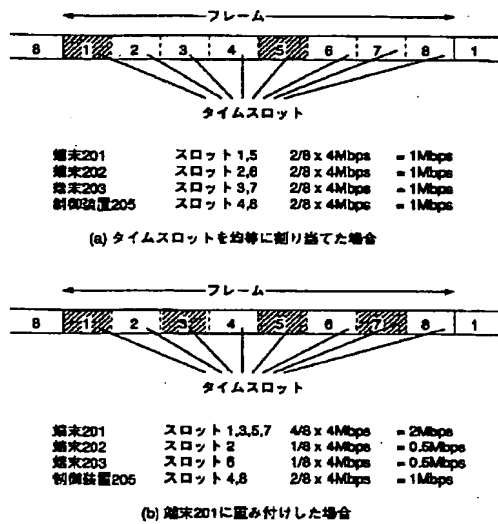 フレーム
8 1 2 3 4 5 6 7 8 1
タイムスロット
端末201 スロット1,5 2/8 x 4Mbps = 1Mbps
端末202 スロット2,6 2/8 x 4Mbps = 1Mbps
端末203 スロット3,7 2/8 x 4Mbps = 1Mbps
制御装置205 スロット4,8 2/8 x 4Mbps = 1Mbps
(a) タイムスロットを均等に割り当てた場合
フレーム
8 1 2 3 4 5 6 7 8 1
タイムスロット
端末201 スロット1,3,5,7 4/8 x 4Mbps = 2Mbps
端末202 スロット2 1/8 x 4Mbps = 0.5Mbps
端末203 スロット6 1/8 x 4Mbps = 0.5Mbps
制御装置205 スロット4,8 2/8 x 4Mbps = 1Mbps
(b) 端末201に重み付けした場合